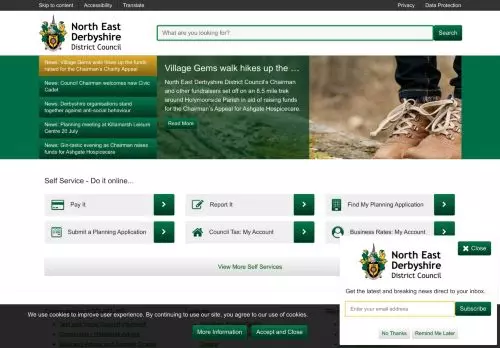 Skip to content Accessibility Translate Privacy Data Protection
North East
Derbyshire
District Council
What are you looking for?
Search
News: Village Gems walk hikes up the funds
raised for the Chairman's Charity Appeal
News: Council Chairman welcomes new Civic
Cadet
News: Derbyshire organisations stand
together against anti-social behaviour
News: Planning meeting at Killamarsh Leisure
Centre 20 July
News: Gin-tastic evening as Chairman raises
funds for Ashgate Hospicecare
Village Gems walk hikes up the …
North East Derbyshire District Council's Chairman
and other fundraisers set off on an 8.5 mile trek
around Holymoorside Parish in aid of raising funds
for the Chairman's Appeal for Ashgate Hospicecare.
Read More
Self Service - Do it online...
Pay it
Report It
Find My Planning Application
Submit a Planning Application
Council Tax: My Account
Business Rates: My Account
View More Self Services
Close
North East
Derbyshire
District Council
Get the latest and breaking news direct to your inbox.
Enter your email address
Subscribe
No Thanks
Remind Me Later
We use cookies to improve user experience. By continuing to use our site, you agree to our use of cookies.
More Information
Accept and Close